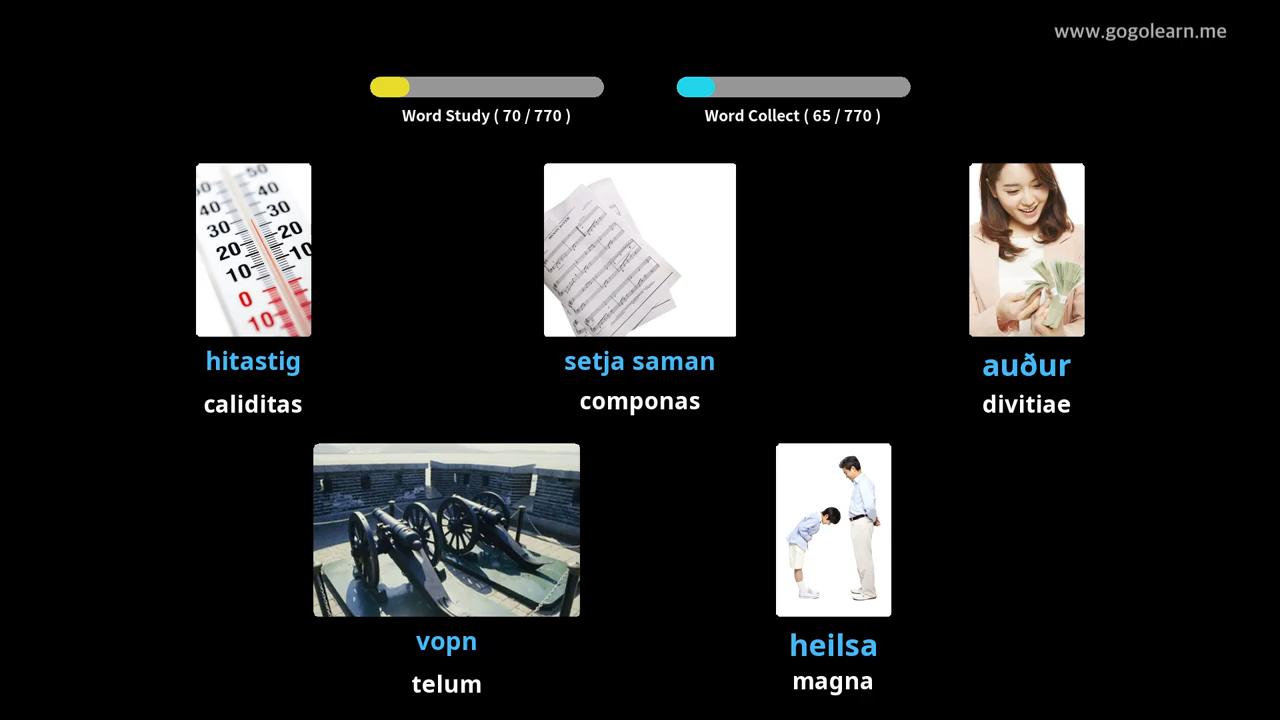 www.gogolearn.me
Word Study ( 70 / 770 )
Word Collect ( 65 / 770 )
hitastig
caliditas
setja saman
componas
auður
divitiae
vopn
telum
heilsa
magna